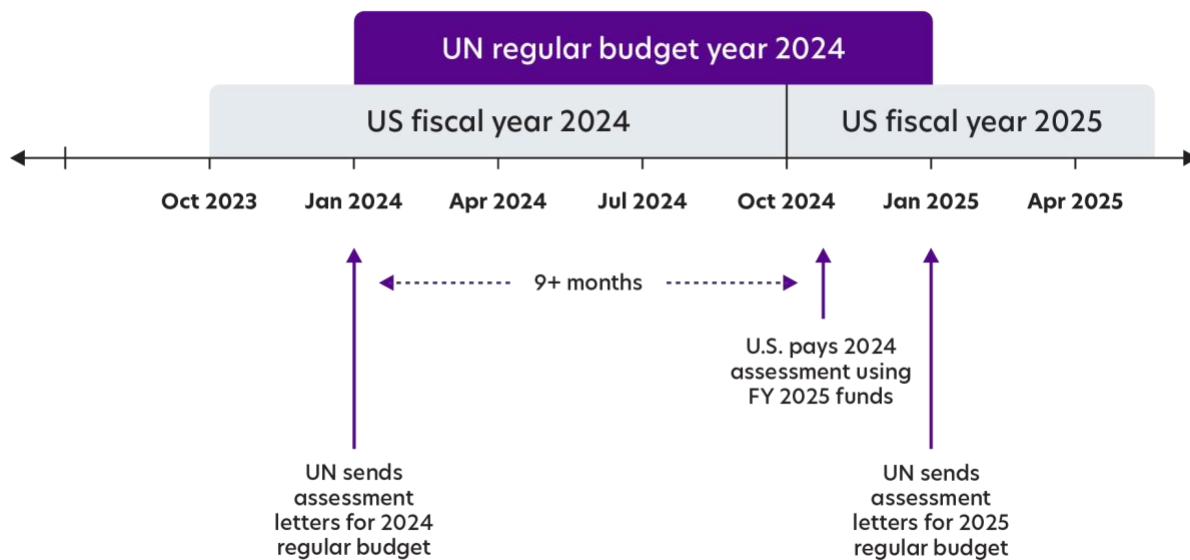 UN regular budget year 2024
US fiscal year 2024
US fiscal year 2025
Oct 2023
Jan 2024
Apr 2024
Jul 2024
Oct 2024
Jan 2025
Apr 2025
9+ months
U.S. pays 2024
assessment using
FY 2025 funds
UN sends
assessment
letters for 2024
regular budget
UN sends
assessment
letters for 2025
regular budget